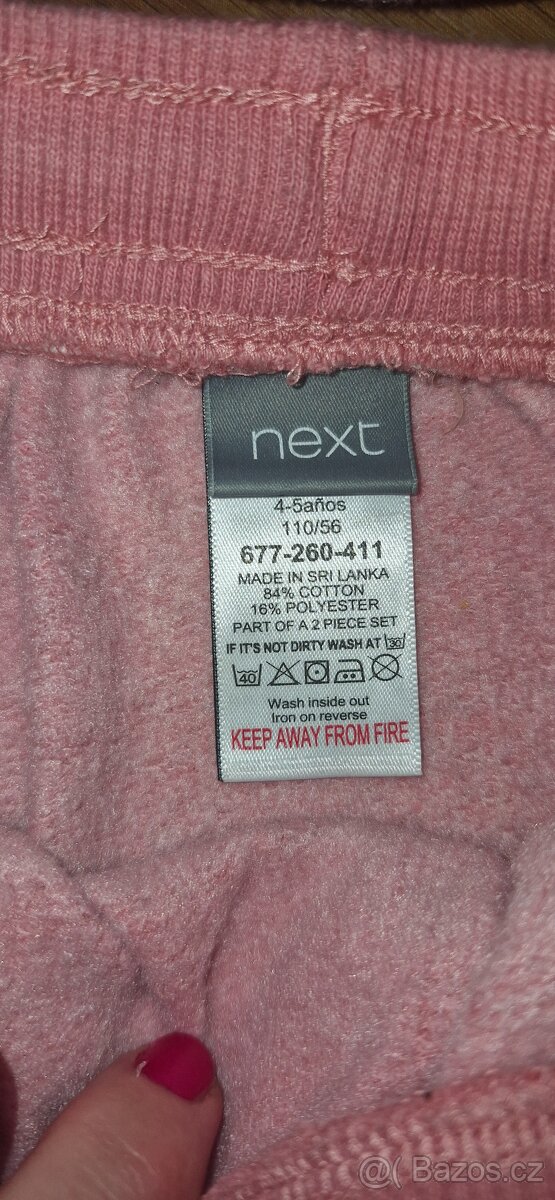 next
4-5años
110/56
677-260-411
MADE IN SRI LANKA
84% COTTON
16% POLYESTER
PART OF A 2 PIECE SET
IF IT'S NOT DIRTY WASH AT 30
40
Wash inside out
Iron on reverse
KEEP AWAY FROM FIRE
@ Bazos.cz